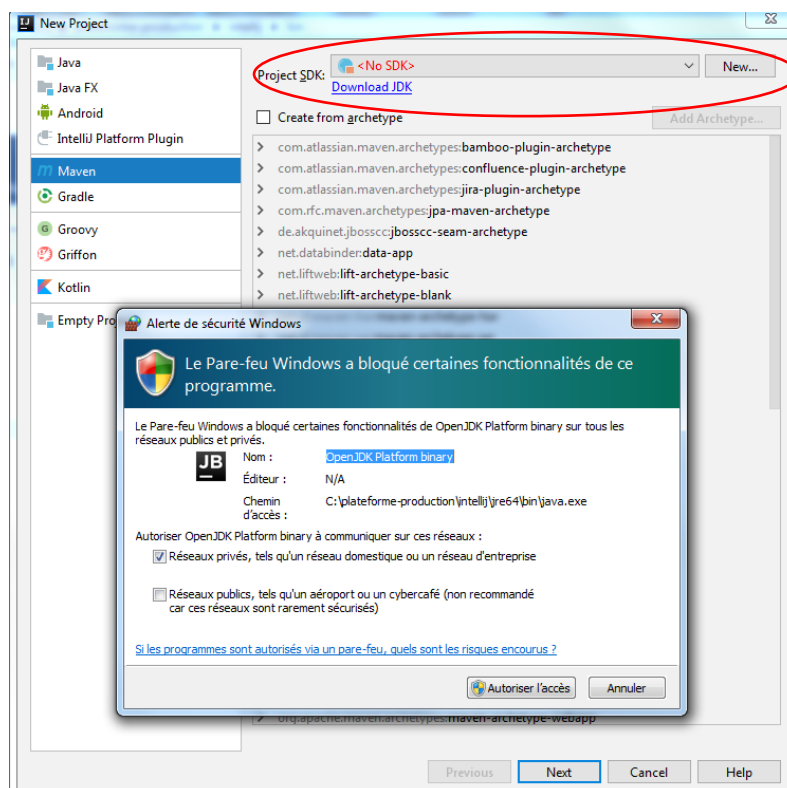 New Project
Java
Java FX
Android
IntelliJ Platform Plugin
Maven
Gradle
Groovy
Griffon
Kotlin
Empty Pro
Project SDK:
<No SDK>
New...
Download JDK
Create from archetype
Add Archetype...
com.atlassian.maven.archetypes:bamboo-plugin-archetype
com.atlassian.maven.archetypes:confluence-plugin-archetype
com.atlassian.maven.archetypes:jira-plugin-archetype
com.rfc.maven.archetypes:jpa-maven-archetype
de.akquinet.jbosscc:jbosscc-seam-archetype
net.databinder:data-app
net.liftweb:lift-archetype-basic
net.liftweb:lift-archetype-blank
Alerte de sécurité Windows
Le Pare-feu Windows a bloqué certaines fonctionnalités de ce
programme.
Le Pare-feu Windows a bloqué certaines fonctionnalités de OpenJDK Platform binary sur tous les
réseaux publics et privés.
JB
Nom : OpenJDK Platform binary
Éditeur : N/A
Chemin C:\plateforme-production\intellij\jre64\bin\java.exe
d'accès :
Autoriser OpenJDK Platform binary à communiquer sur ces réseaux :
Réseaux privés, tels qu'un réseau domestique ou un réseau d'entreprise
Réseaux publics, tels qu'un aéroport ou un cybercafé (non recommandé
car ces réseaux sont rarement sécurisés)
Si les programmes sont autorisés via un pare-feu, quels sont les risques encourus ?
Autoriser l'accès
Annuler
org.apache.maven.archetypes:maven-archetype-webapp
Previous
Next
Cancel
Help